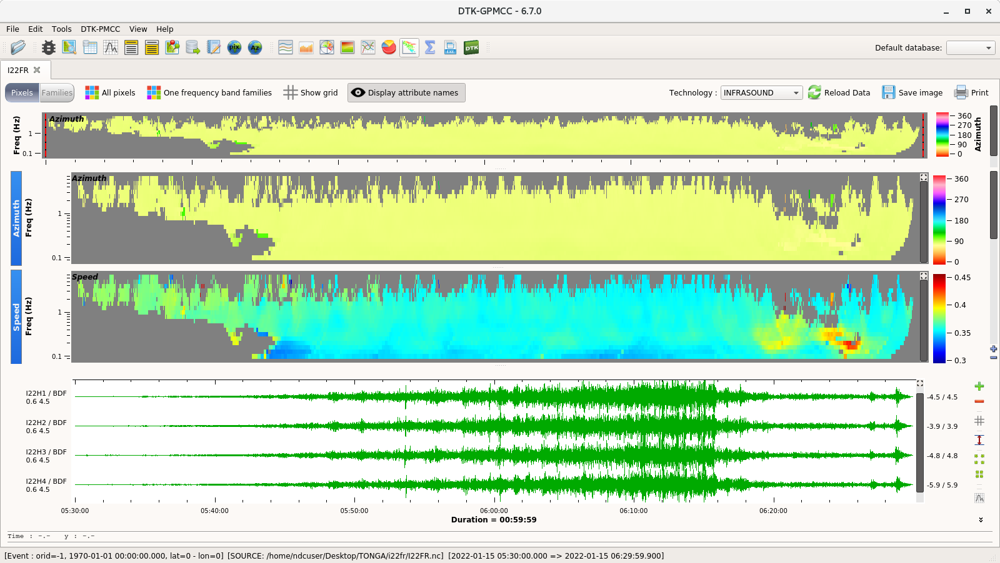 DTK-GPMCC - 6.7.0
File Edit Tools DTK-PMCC View Help
pix Az EXE DTK Default database:
I22FR
Pixels Families All pixels One frequency band families Show grid Display attribute names Technology : INFRASOUND Reload Data Save image Print
Azimuth
Freq (Hz)
1
0.1
360
270
180
90
0
Azimuth
Azimuth
Azimuth
Freq (Hz)
1
0.1
360
270
180
90
0
Speed
Speed
Freq (Hz)
1
0.1
0.45
0.4
0.35
0.3
I22H1 / BDF
0.6 4.5
-4.5 / 4.5
I22H2 / BDF
0.6 4.5
-3.9 / 3.9
I22H3 / BDF
0.6 4.5
-4.8 / 4.8
I22H4 / BDF
0.6 4.5
-5.9 / 5.9
05:30:00 05:40:00 05:50:00 06:00:00 06:10:00 06:20:00
Duration = 00:59:59
Time : -.- y : -.-
[Event : orid=-1, 1970-01-01 00:00:00.000, lat=0 - lon=0] [SOURCE: /home/ndcuser/Desktop/TONGA/i22fr/I22FR.nc] [2022-01-15 05:30:00.000 => 2022-01-15 06:29:59.900]